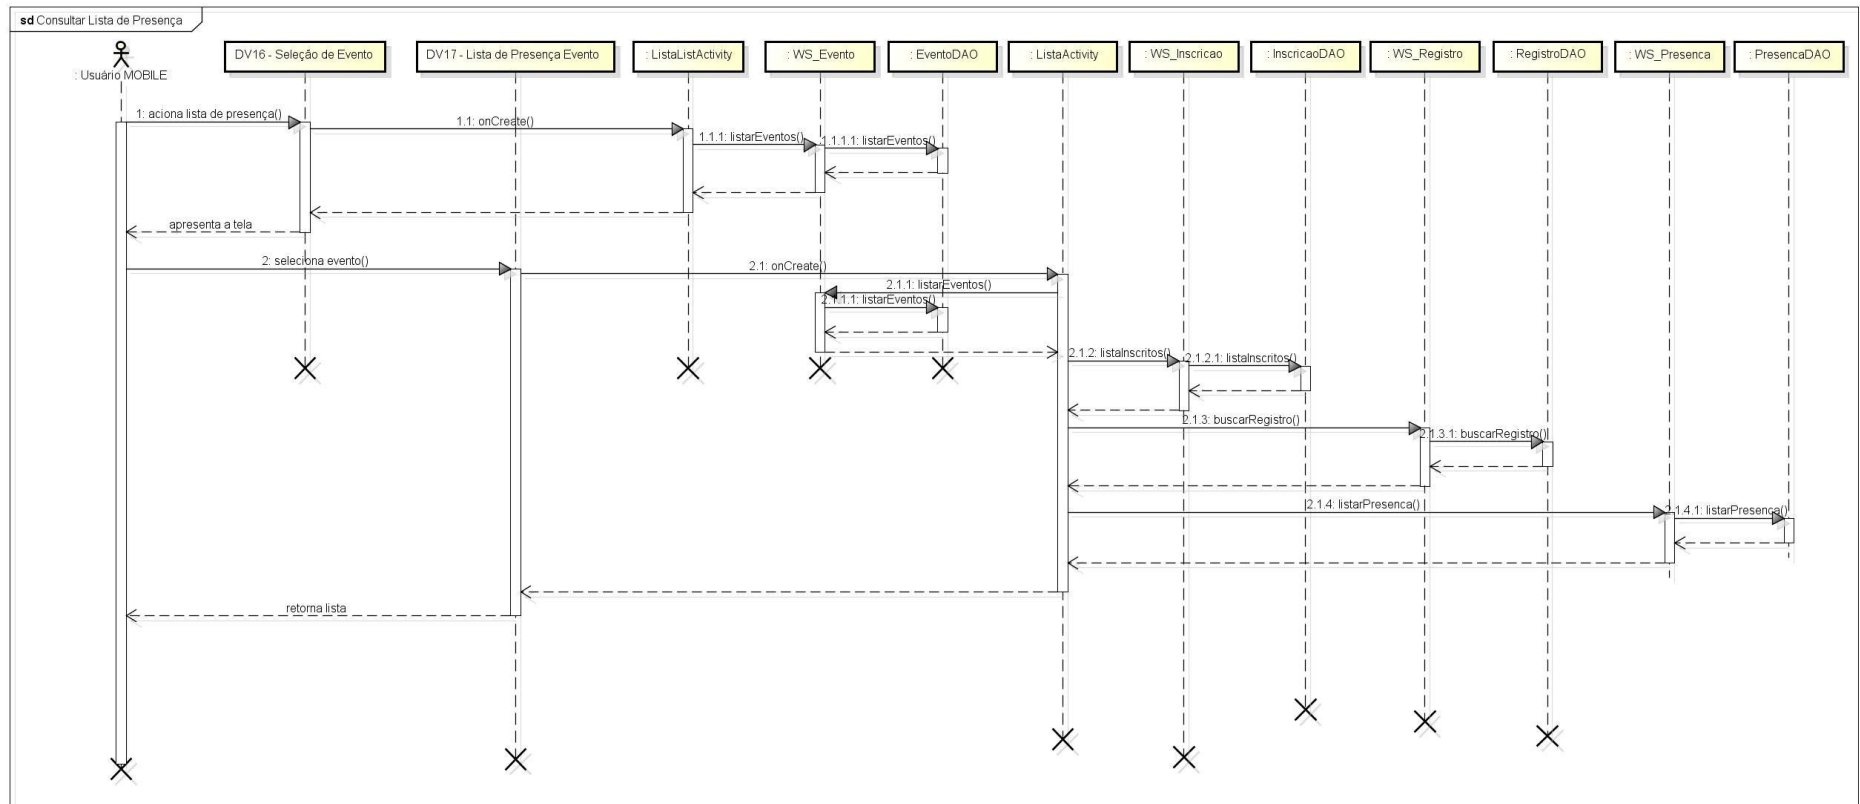 sd Consultar Lista de Presença
: Usuário MOBILE
DV16 - Seleção de Evento
DV17 - Lista de Presença Evento
: ListaListActivity
: WS_Evento
: EventoDAO
: ListaActivity
: WS_Inscricao
: InscricaoDAO
: WS_Registro
: RegistroDAO
: WS_Presenca
: PresencaDAO
1: aciona lista de presença()
1.1: onCreate()
1.1.1: listarEventos()
1.1.1.1: listarEventos()
apresenta a tela
2: seleciona evento()
2.1: onCreate()
2.1.1: listarEventos()
2.1.1.1: listarEventos()
2.1.2: listaInscritos()
2.1.2.1: listaInscritos()
2.1.3: buscarRegistro()
2.1.3.1: buscarRegistro()
2.1.4: listarPresenca()
2.1.4.1: listarPresenca()
retorna lista